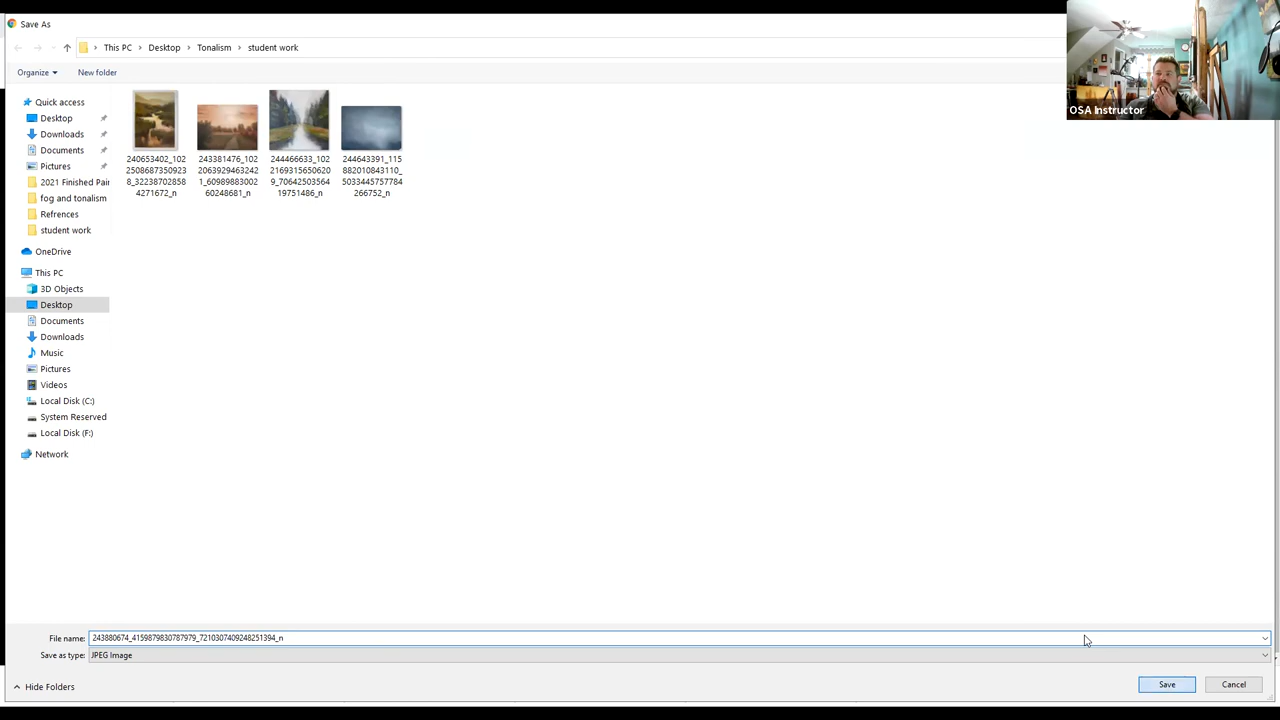 Save As
This PC
Desktop
Tonalism
student work
Organize
New folder
OSA Instructor
Quick access
Desktop
Downloads
Documents
Pictures
2021 Finished Pair
fog and tonalism
Refrences
student work
OneDrive
This PC
3D Objects
Desktop
Documents
Downloads
Music
Pictures
Videos
Local Disk (C:)
System Reserved
Local Disk (F:)
Network
240653402_102
2508687350923
8_32238702858
4271672_n
243381476_102
2063929463242
1_60989883002
60248681_n
244466633_102
2169315650620
9_70642503564
19751486_n
244643391_115
882010843110_
5033445757784
266752_n
File name:
243880674_4159879830787979_7210307409248251394_n
Save as type:
JPEG Image
Hide Folders
Save
Cancel